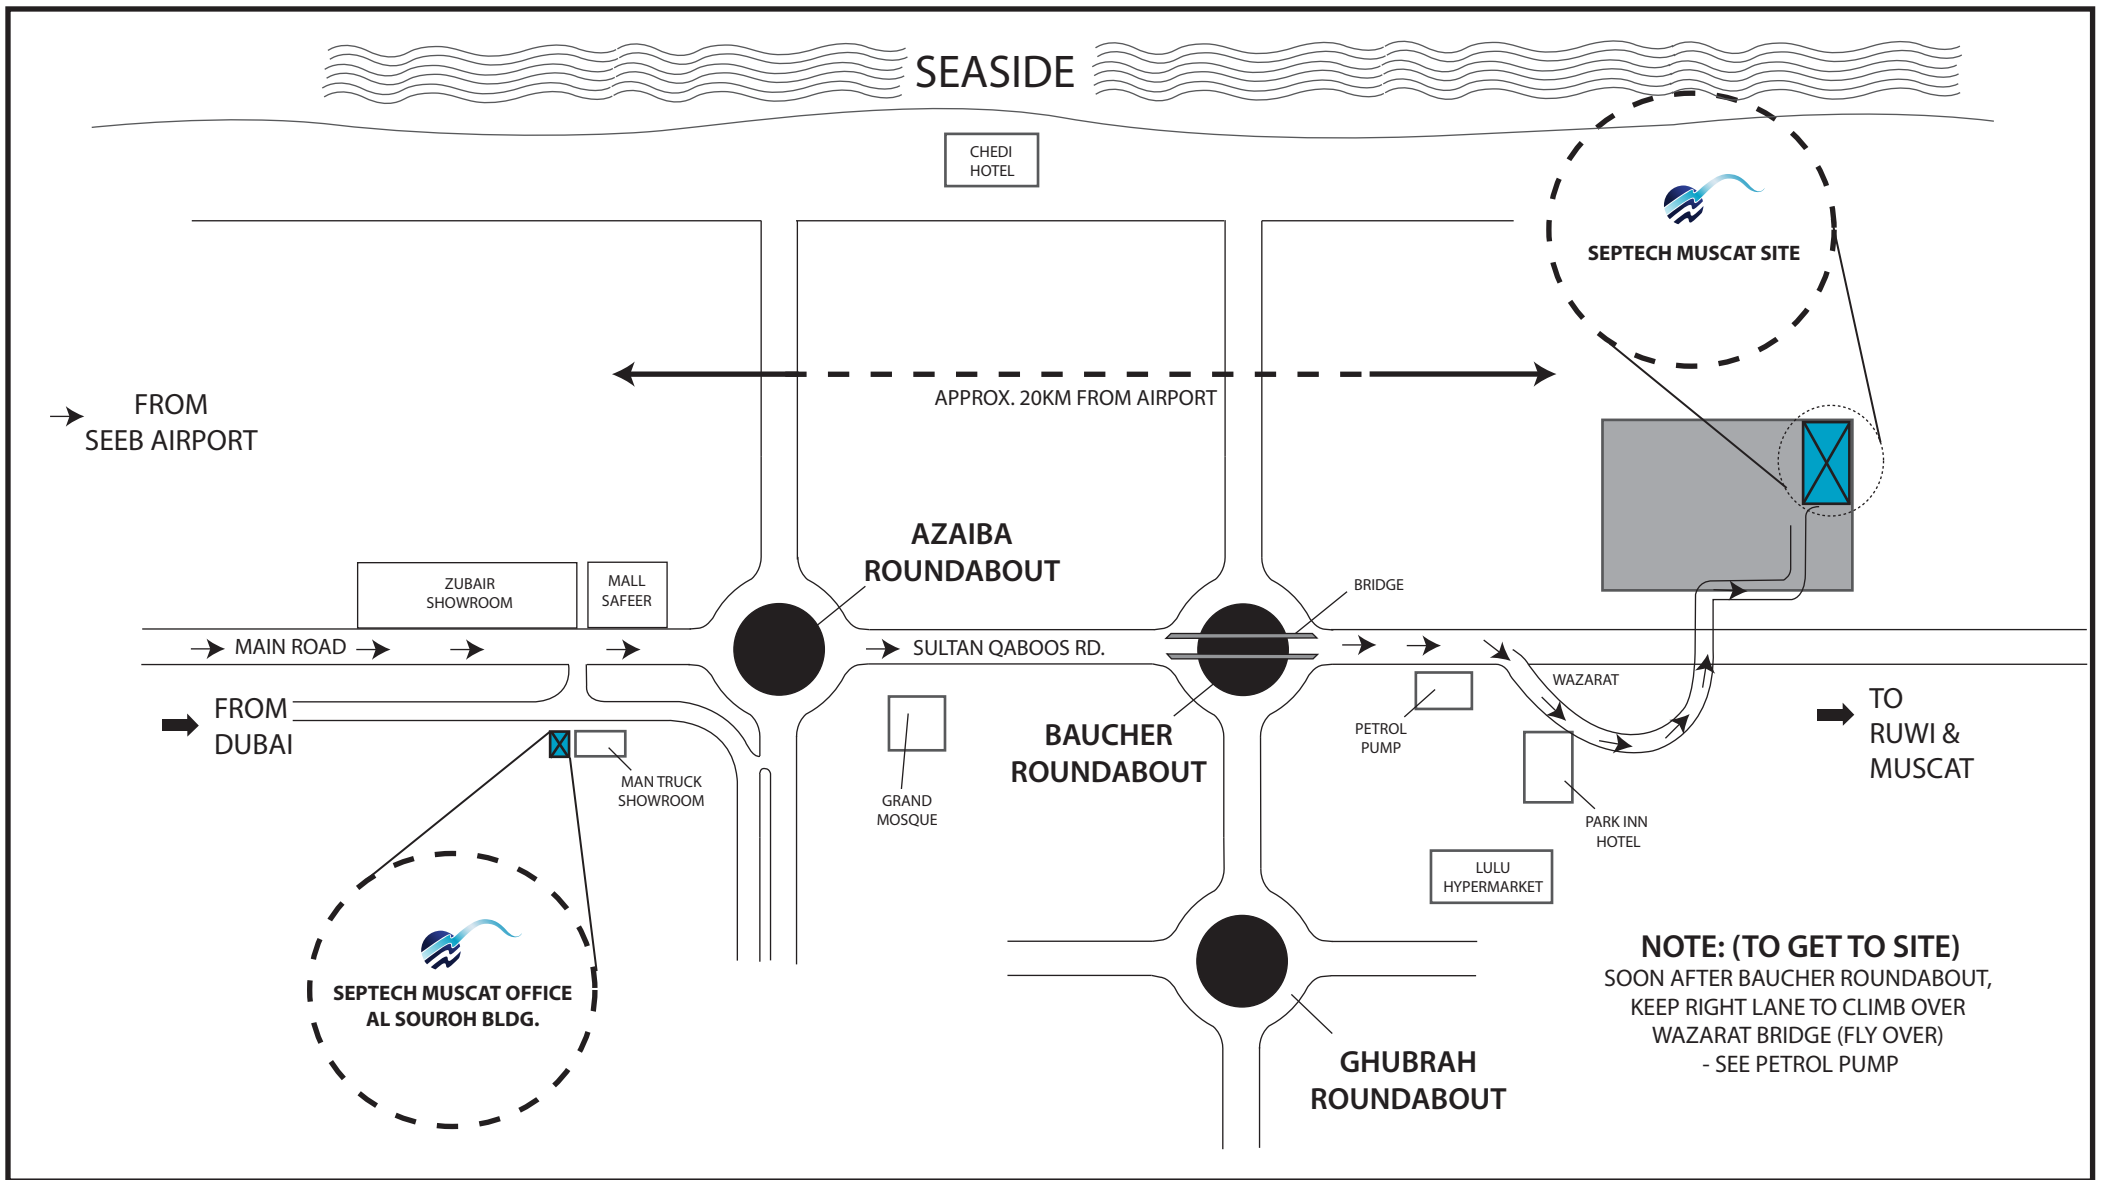 SEASIDE
CHEDI
HOTEL
SEPTECH MUSCAT SITE
APPROX. 20KM FROM AIRPORT
FROM
SEEB AIRPORT
AZAIBA
ROUNDABOUT
ZUBAIR
SHOWROOM
MALL
SAFEER
BRIDGE
MAIN ROAD
SULTAN QABOOS RD.
WAZARAT
FROM
DUBAI
TO
RUWI &
MUSCAT
PETROL
PUMP
BAUCHER
ROUNDABOUT
MAN TRUCK
SHOWROOM
GRAND
MOSQUE
PARK INN
HOTEL
LULU
HYPERMARKET
SEPTECH MUSCAT OFFICE
AL SOUROH BLDG.
NOTE: (TO GET TO SITE)
SOON AFTER BAUCHER ROUNDABOUT,
KEEP RIGHT LANE TO CLIMB OVER
WAZARAT BRIDGE (FLY OVER)
- SEE PETROL PUMP
GHUBRAH
ROUNDABOUT